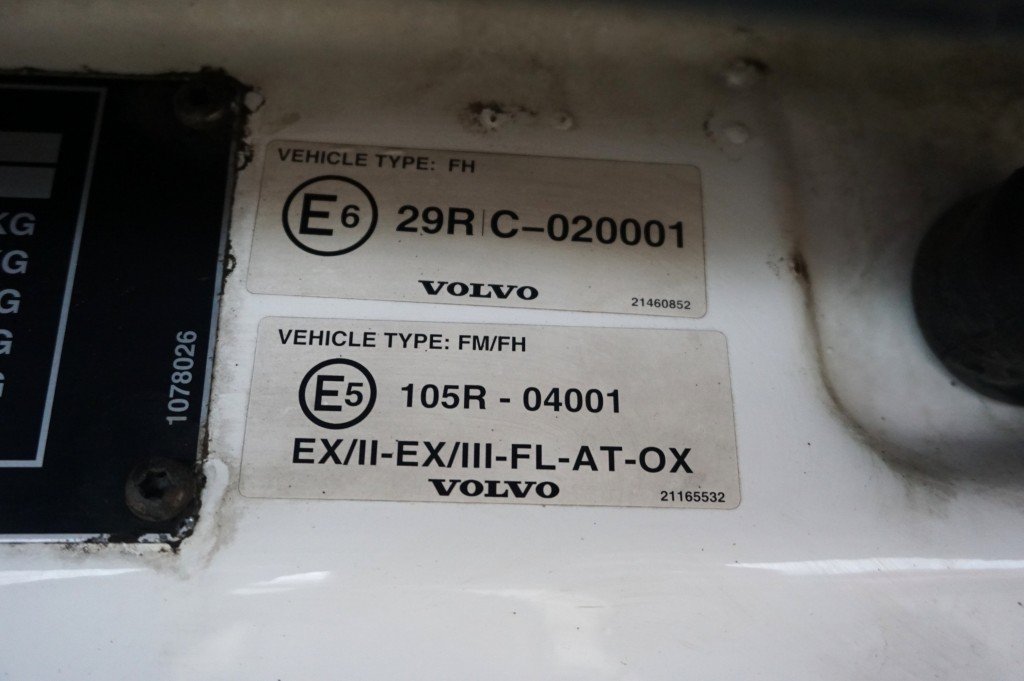 KG
KG
G
G
G
1078026
VEHICLE TYPE: FH
E6 29R|C-020001
VOLVO
21460852
VEHICLE TYPE: FM/FH
E5 105R - 04001
EX/II-EX/III-FL-AT-OX
VOLVO
21165532